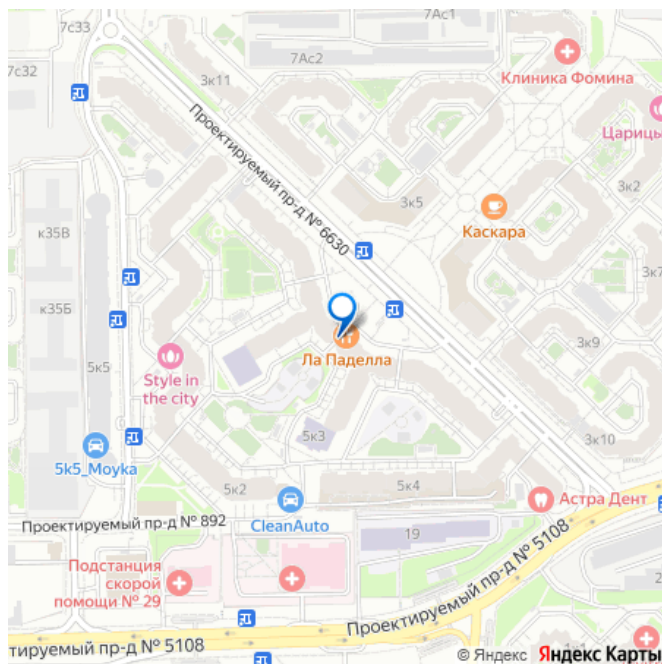 7с33
7Ас1
7с32
7Ас2
3к11
Клиника Фомина
Проектируемый пр-д № 6630
Царицы
3к5
3к2
Каскара
к35В
3к7
к35Б
3к9
5к5
Ла Паделла
Style in
the city
5к3
3к10
5k5_Moyka
5к2
5к4
Астра Дент
CleanAuto
Проектируемый пр-д № 892
19
Подстанция
скорой
помощи № 29
Проектируемый пр-д № 5108
тируемый пр-д № 5108
© Яндекс Яндекс Карты